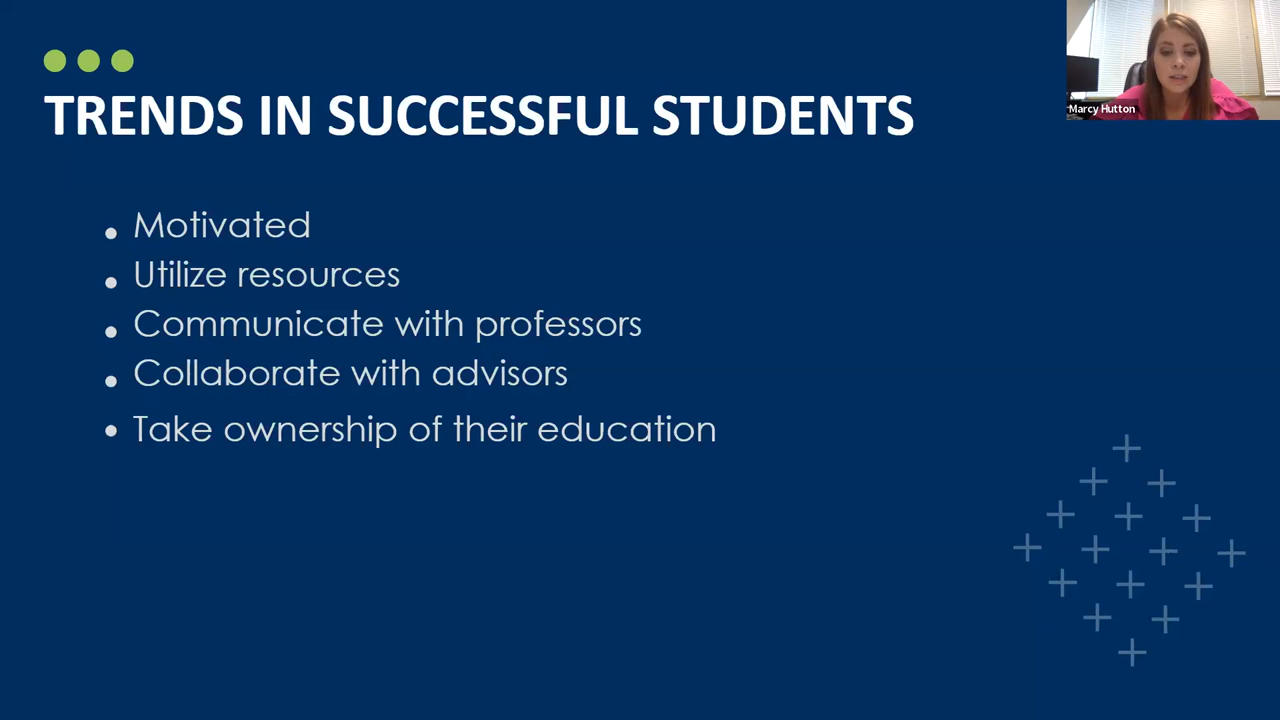 TRENDS IN SUCCESSFUL STUDENTS
Marcy Hutton
Motivated
Utilize resources
Communicate with professors
Collaborate with advisors
Take ownership of their education